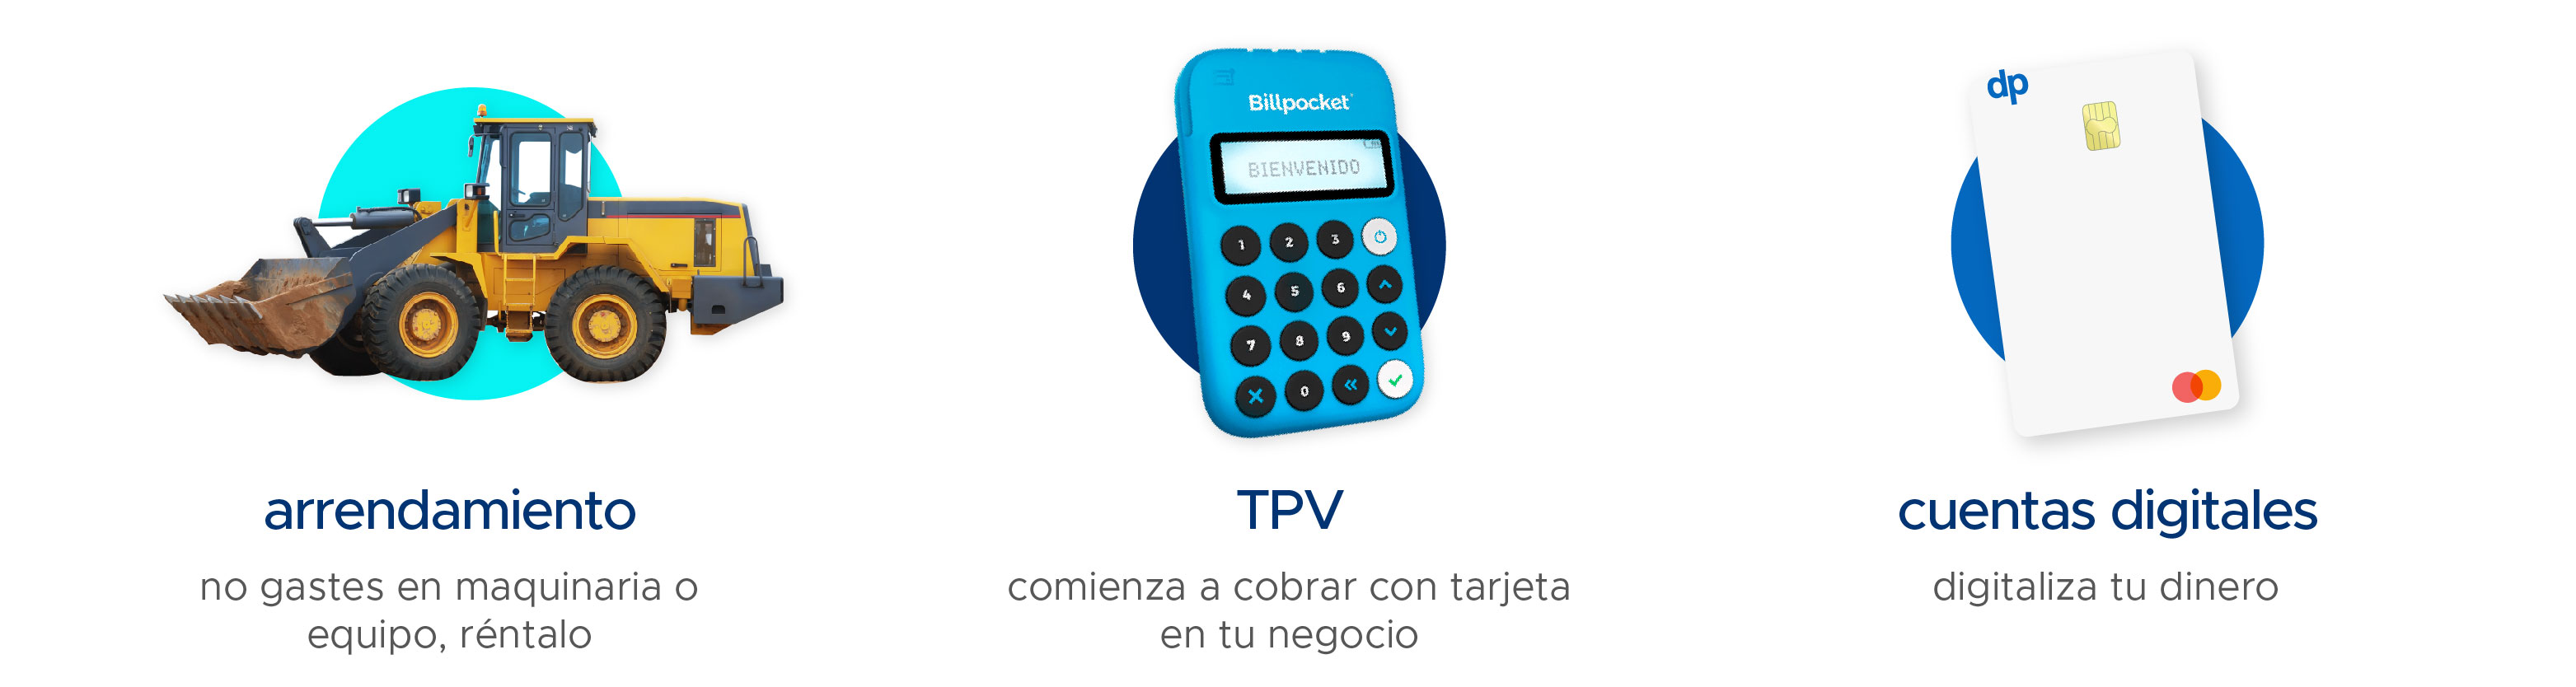 Billpocket
BIENVENIDO
1 2 3
4 5 6
7 8 9
0
dp
arrendamiento
no gastes en maquinaria o
equipo, réntalo
TPV
comienza a cobrar con tarjeta
en tu negocio
cuentas digitales
digitaliza tu dinero